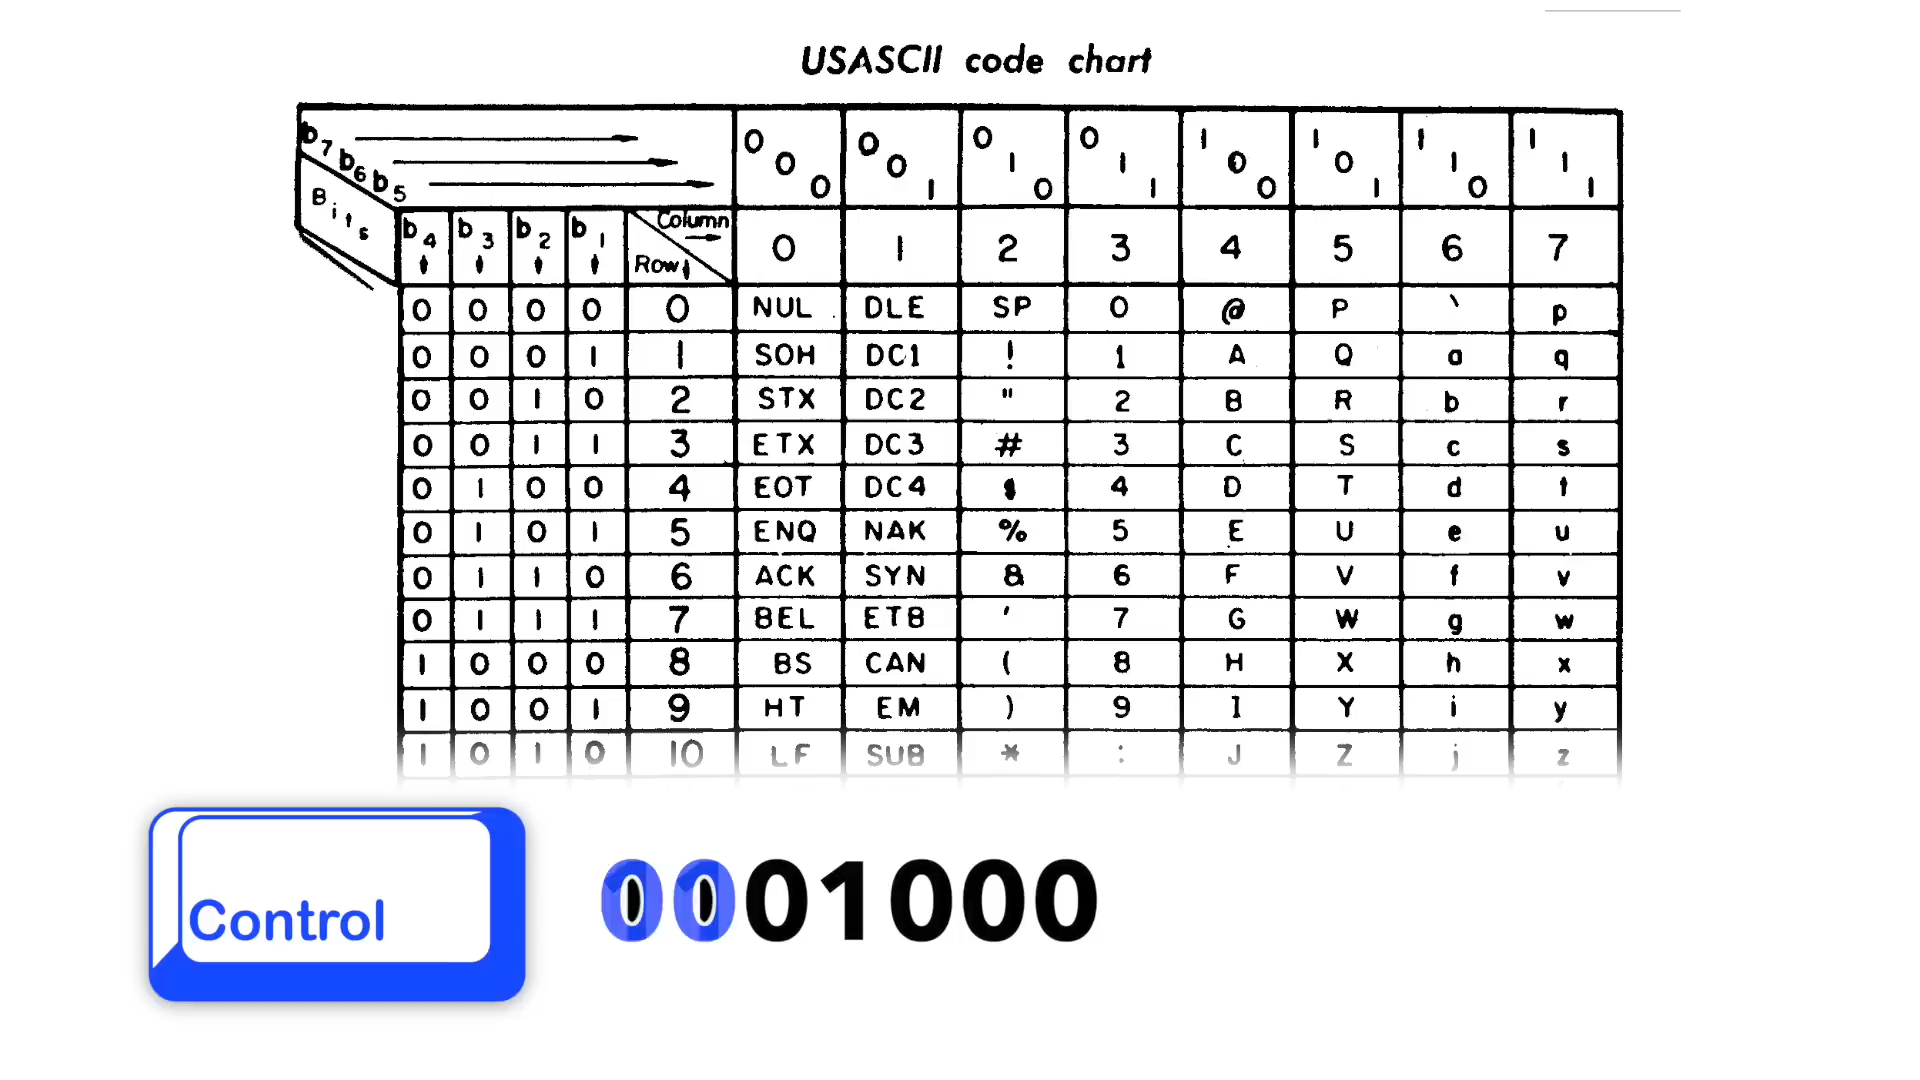 USASCII code chart
b7 b6 b5 0 0 0 0 0 1 0 1 0 0 1 1 1 0 0 1 0 1 1 1 0 1 1 1
Bits b4 b3 b2 b1 Column Row 0 1 2 3 4 5 6 7
0 0 0 0 0 NUL DLE SP 0 @ P ` p
0 0 0 1 1 SOH DC1 ! 1 A Q a q
0 0 1 0 2 STX DC2 " 2 B R b r
0 0 1 1 3 ETX DC3 # 3 C S c s
0 1 0 0 4 EOT DC4 $ 4 D T d t
0 1 0 1 5 ENQ NAK % 5 E U e u
0 1 1 0 6 ACK SYN & 6 F V f v
0 1 1 1 7 BEL ETB ' 7 G W g w
1 0 0 0 8 BS CAN ( 8 H X h x
1 0 0 1 9 HT EM ) 9 I Y i y
1 0 1 0 10 LF SUB * : J Z j z
Control 0001000